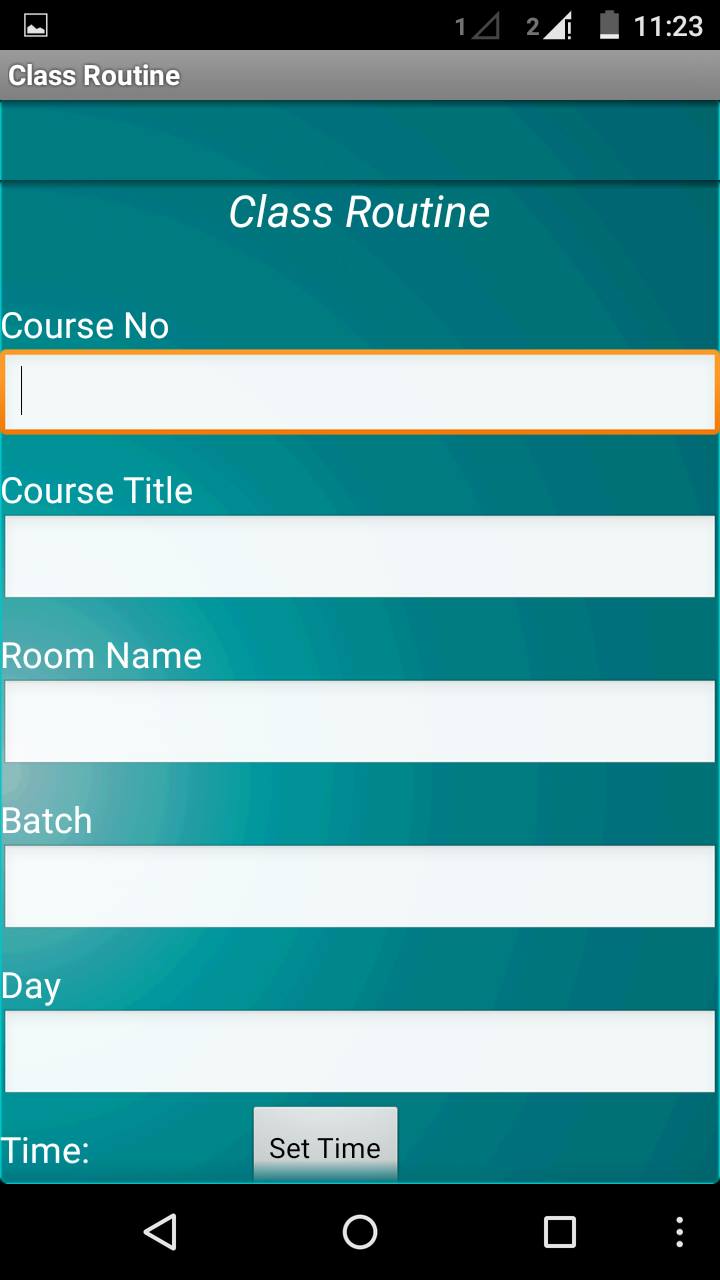 1 2 11:23
Class Routine
Class Routine
Course No
Course Title
Room Name
Batch
Day
Time: Set Time